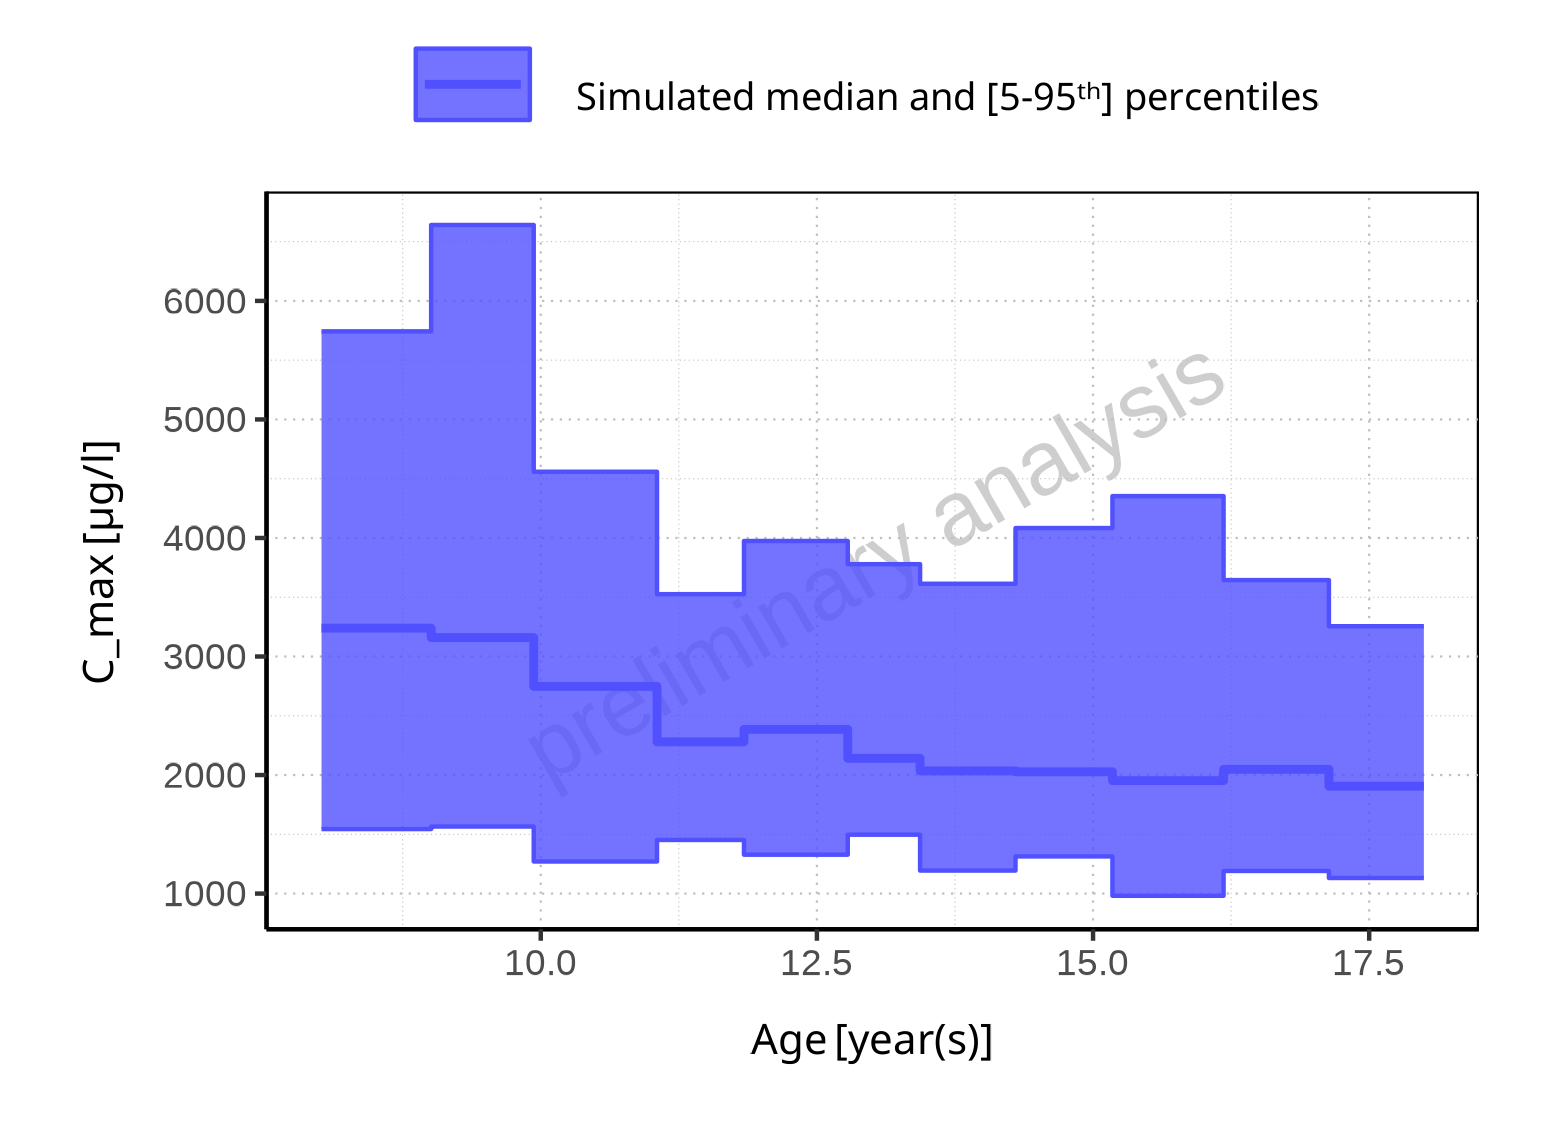 Simulated median and [5-95ᵗʰ] percentiles
6000
5000
4000
3000
2000
1000
C_max [µg/l]
preliminary analysis
10.0 12.5 15.0 17.5
Age [year(s)]